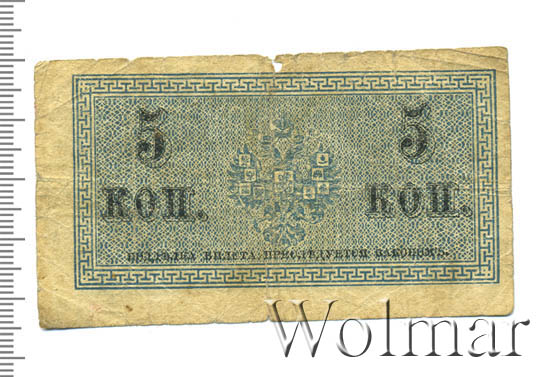 5 5
КОП. КОП.
ПОДДѢЛКА БИЛЕТА ПРЕСЛѢДУЕТСЯ ЗАКОНОМЪ.
Wolmar